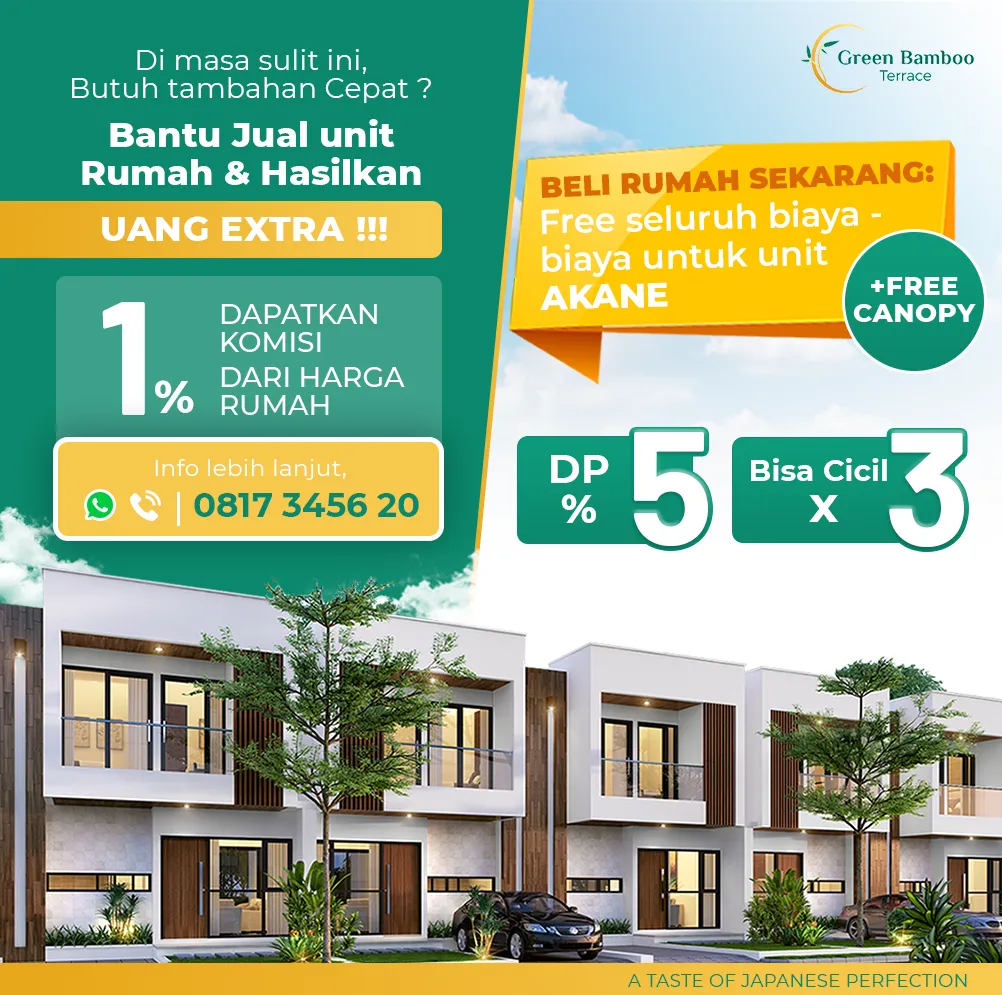 Di masa sulit ini,
Butuh tambahan Cepat ?
Bantu Jual unit
Rumah & Hasilkan
UANG EXTRA !!!
1%
DAPATKAN
KOMISI
DARI HARGA
RUMAH
Info lebih lanjut,
| 0817 3456 20
Green Bamboo
Terrace
BELI RUMAH SEKARANG:
Free seluruh biaya -
biaya untuk unit
AKANE
+FREE
CANOPY
DP
%
5
Bisa Cicil
X
3
A TASTE OF JAPANESE PERFECTION